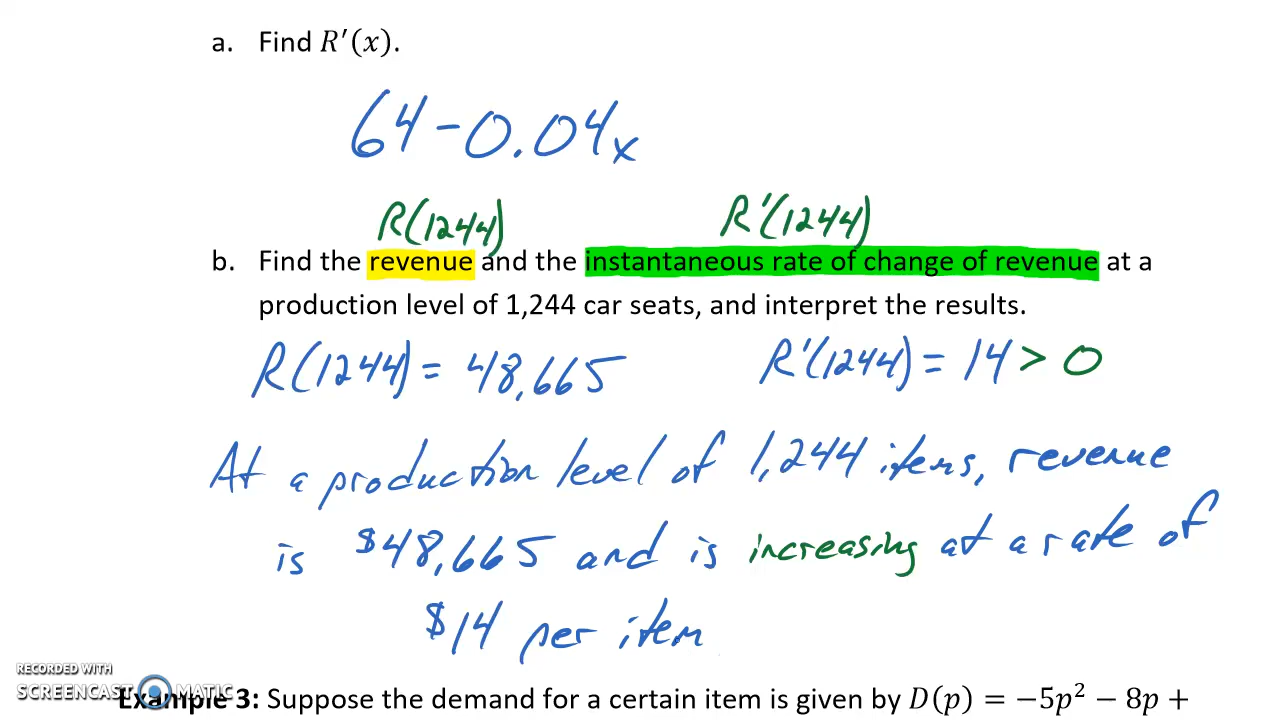 a. Find R′(x).
64 - 0.04x
R(1244) R'(1244)
b. Find the revenue and the instantaneous rate of change of revenue at a
production level of 1,244 car seats, and interpret the results.
R(1244) = 48,665 R'(1244) = 14 > 0
At a production level of 1,244 items, revenue
is $48,665 and is increasing at a rate of
$14 per item
RECORDED WITH
SCREENCAST MATIC
Example 3: Suppose the demand for a certain item is given by D(p) = −5p² − 8p +